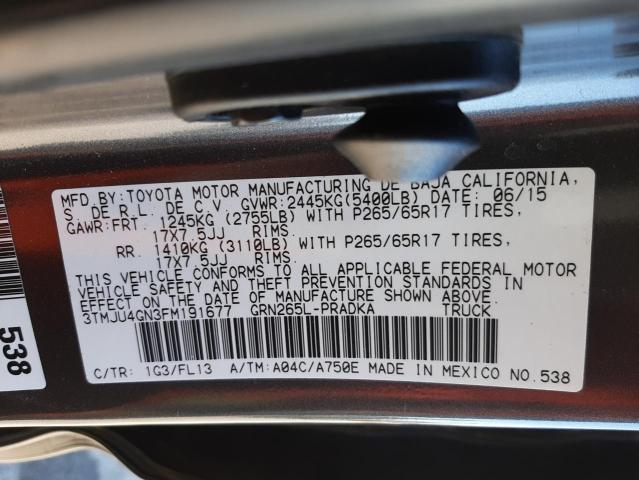 MFD.BY:TOYOTA MOTOR MANUFACTURING DE BAJA CALIFORNIA,
S. DE R.L. DE C.V. GVWR:2445KG(5400LB) DATE: 06/15
GAWR:FRT. 1245KG (2755LB) WITH P265/65R17 TIRES,
17X7.5JJ RIMS.
RR. 1410KG (3110LB) WITH P265/65R17 TIRES,
17X7.5JJ RIMS.
THIS VEHICLE CONFORMS TO ALL APPLICABLE FEDERAL MOTOR
VEHICLE SAFETY AND THEFT PREVENTION STANDARDS IN
EFFECT ON THE DATE OF MANUFACTURE SHOWN ABOVE.
3TMJU4GN3FM191677 GRN265L-PRADKA TRUCK
C/TR: 1G3/FL13 A/TM:A04C/A750E MADE IN MEXICO NO.538
538